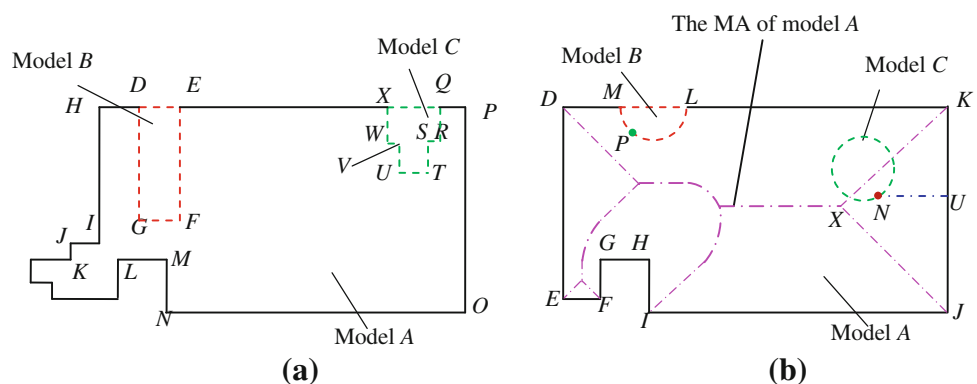 Model B
Model C
D
E
X
Q
H
P
W
S
R
V
U
T
I
G
F
J
K
L
M
N
O
Model A
(a)
The MA of model A
Model B
Model C
D
M
L
K
P
X
N
U
G
H
E
F
I
J
Model A
(b)